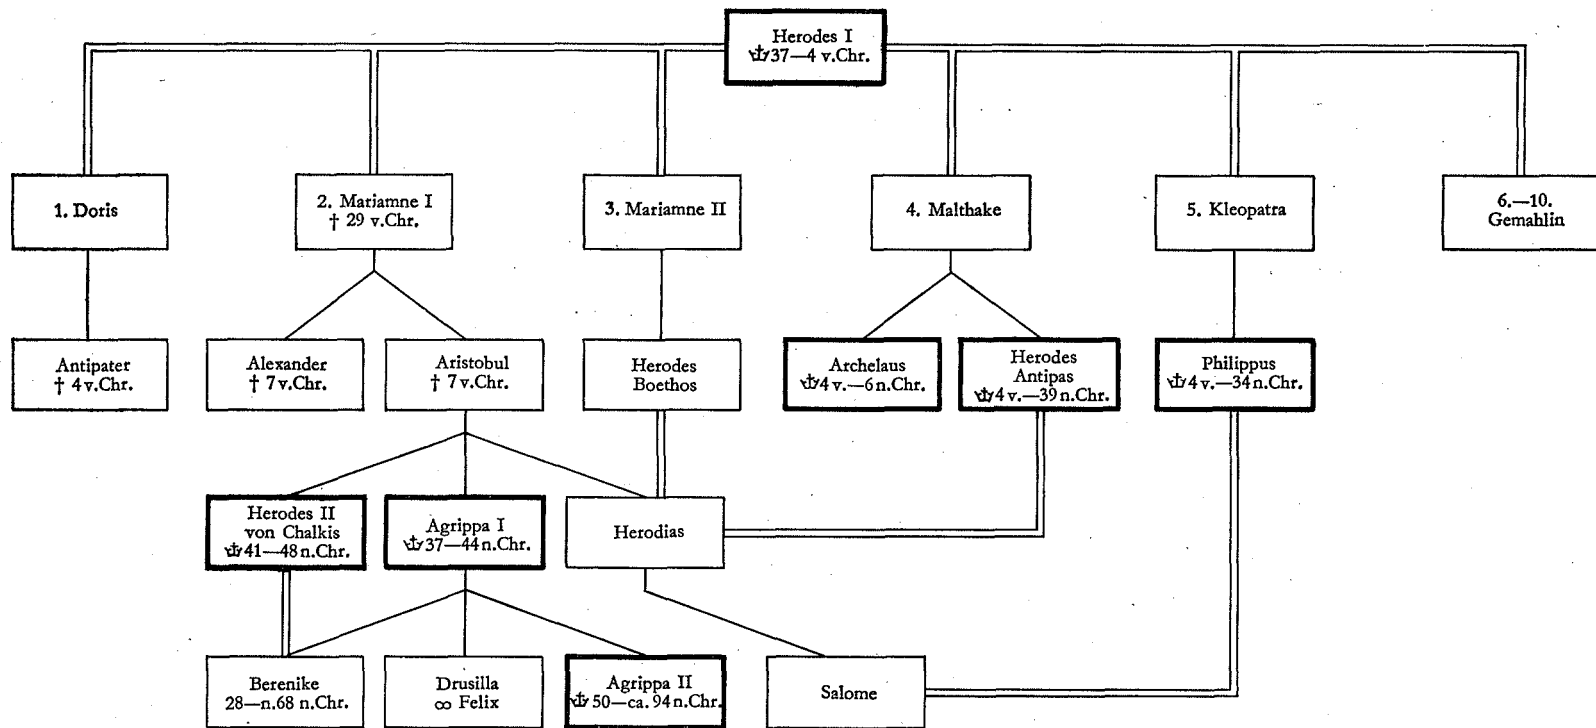 Herodes I
⚓37—4 v.Chr.
1. Doris
2. Mariamne I
† 29 v.Chr.
3. Mariamne II
4. Malthake
5. Kleopatra
6.—10.
Gemahlin
Antipater
† 4 v.Chr.
Alexander
† 7 v.Chr.
Aristobul
† 7 v.Chr.
Herodes
Boethos
Archelaus
⚓4 v.—6 n.Chr.
Herodes
Antipas
⚓4 v.—39 n.Chr.
Philippus
⚓4 v.—34 n.Chr.
Herodes II
von Chalkis
⚓41—48 n.Chr.
Agrippa I
⚓37—44 n.Chr.
Herodias
Berenike
28—n.68 n.Chr.
Drusilla
∞ Felix
Agrippa II
⚓50—ca. 94 n.Chr.
Salome